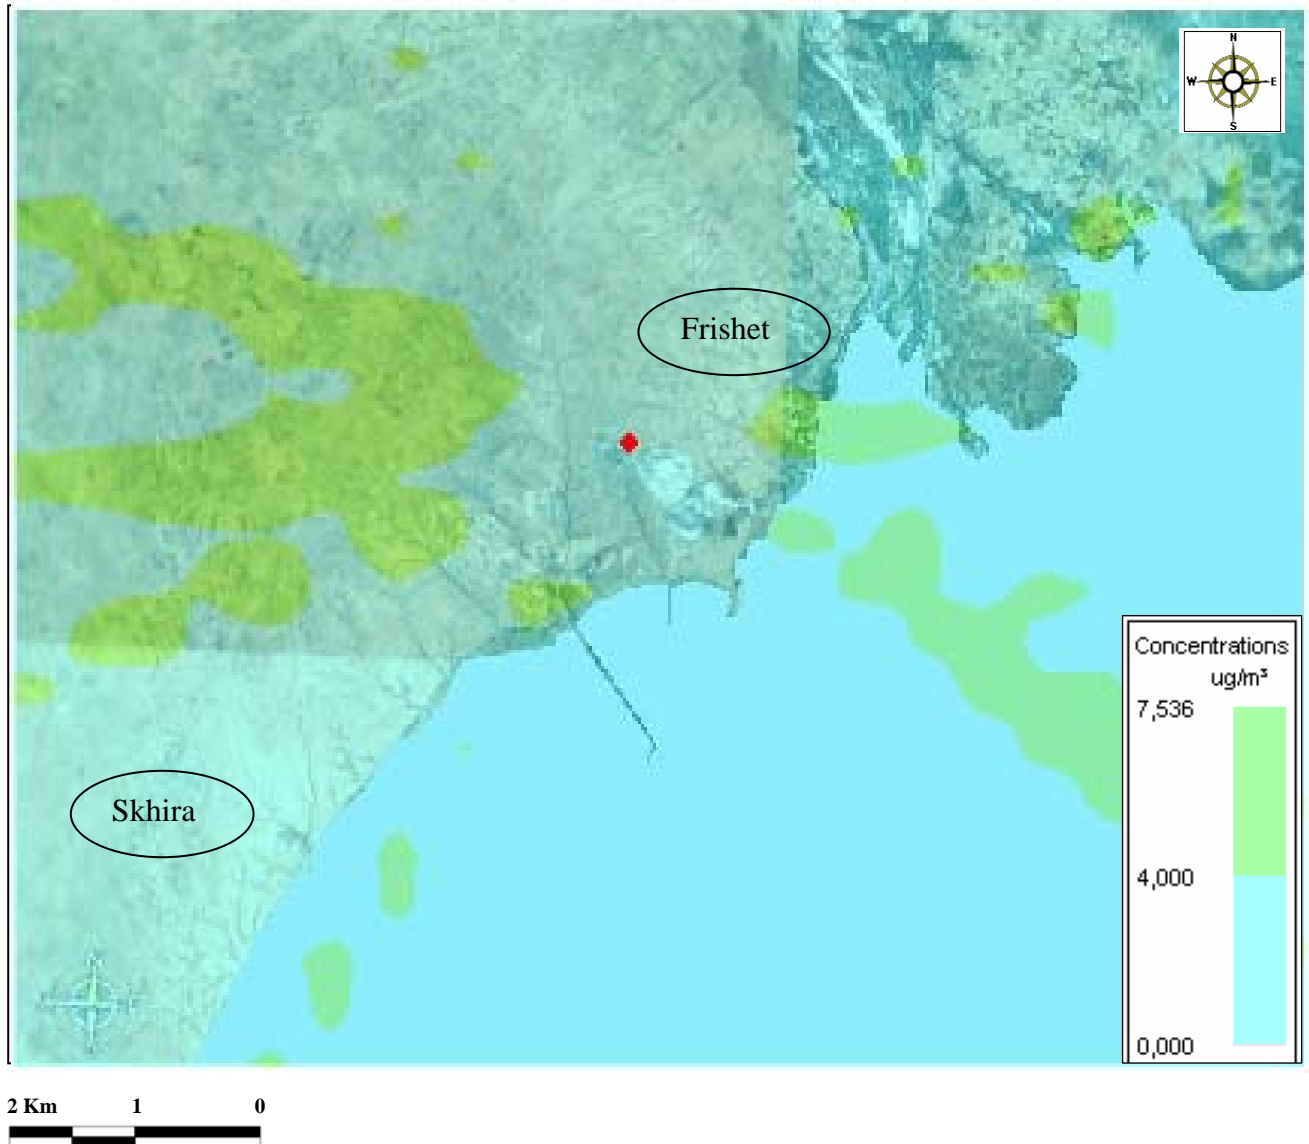 N
W E
S
Frishet
Concentrations
ug/m³
7,536
4,000
0,000
Skhira
2 Km 1 0